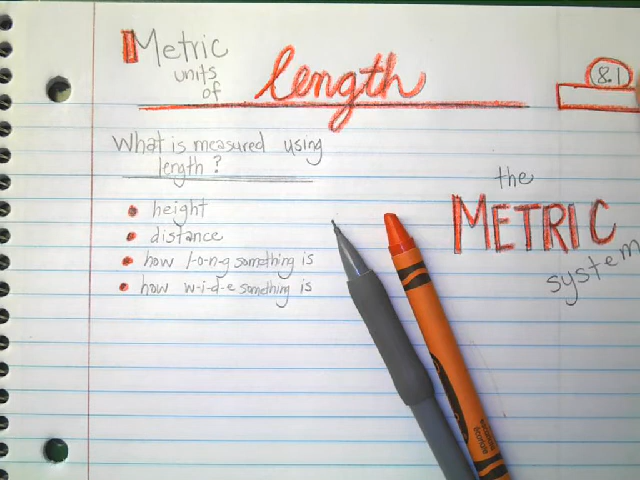 Metric
units
of
length
8.1
What is measured using
length?
the
METRIC
system
height
distance
how l-o-n-g something is
how w-i-d-e something is